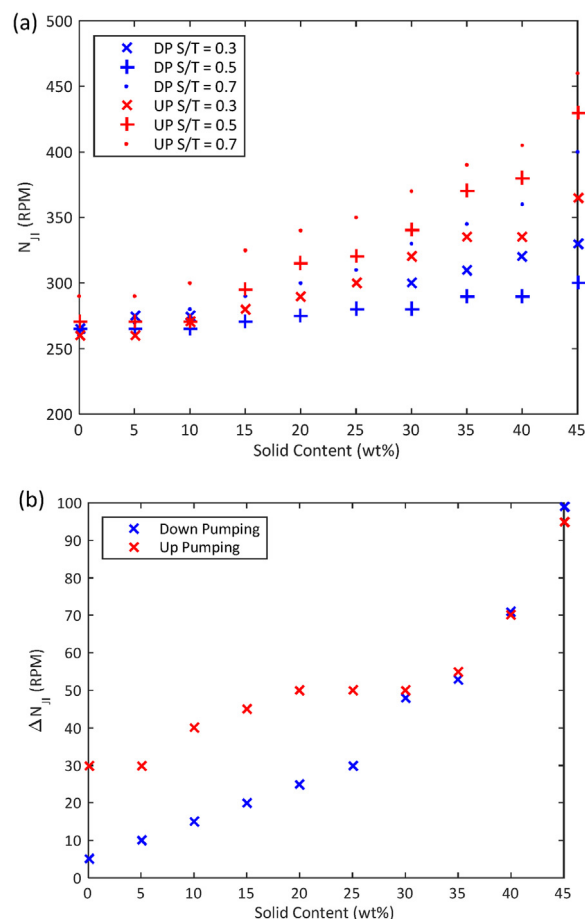 (a)
500
450
400
350
300
250
200
N_JI (RPM)
DP S/T = 0.3
DP S/T = 0.5
DP S/T = 0.7
UP S/T = 0.3
UP S/T = 0.5
UP S/T = 0.7
0 5 10 15 20 25 30 35 40 45
Solid Content (wt%)
(b)
100
90
80
70
60
50
40
30
20
10
0
Δ N_JI (RPM)
Down Pumping
Up Pumping
0 5 10 15 20 25 30 35 40 45
Solid Content (wt%)